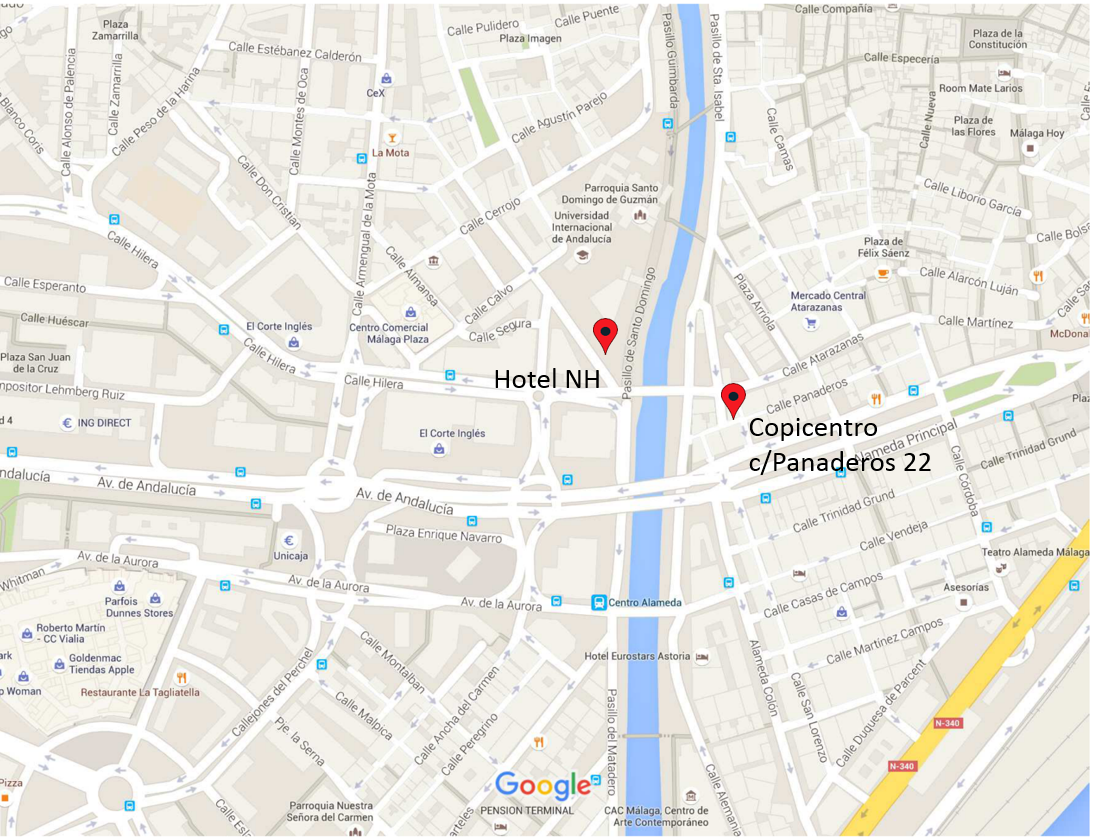 Calle Compañía
Calle Puente
Calle Pulidero
Plaza Imagen
Plaza
Zamarrilla
Plaza de la
Constitución
Calle Estébanez Calderón
Calle Especería
CeX
Room Mate Larios
Pasillo Guimbarda
Pasillo de Sta. Isabel
Calle Alonso de Palencia
Calle Zamarrilla
Calle Peso de la Harina
Calle Montes de Oca
Blanco Coris
Calle Agustín Parejo
Calle Nueva
Plaza de
las Flores
Málaga Hoy
Calle Camas
La Mota
Calle Don Cristian
Calle Armengual de la Mota
Parroquia Santo
Domingo de Guzmán
Calle Liborio García
Calle Cerrojo
Universidad
Internacional
de Andalucía
Calle Bolsa
Calle Hilera
Plaza de
Félix Sáenz
Calle Almansa
Calle Alarcón Luján
Calle Esperanto
Calle Calvo
Pasillo de Santo Domingo
Plaza Arriola
Mercado Central
Atarazanas
Calle Huéscar
El Corte Inglés
Centro Comercial
Málaga Plaza
Calle Segura
Calle Martínez
McDonal
Calle Atarazanas
Plaza San Juan
de la Cruz
Calle Hilera
Calle Hilera
Hotel NH
mpositor Lehmberg Ruiz
Calle Panaderos
ING DIRECT
El Corte Inglés
Copicentro
c/Panaderos 22
Alameda Principal
Calle Trinidad Grund
Calle Córdoba
ndalucía
Av. de Andalucía
Av. de Andalucía
Calle Trinidad Grund
Plaza Enrique Navarro
Calle Vendeja
Unicaja
Teatro Alameda Málaga
Av. de la Aurora
Av. de la Aurora
Whitman
Asesorías
Parfois
Dunnes Stores
Av. de la Aurora
Centro Alameda
Calle Casas de Campos
Roberto Martín
- CC Vialia
Calle Martínez Campos
Goldenmac
Tiendas Apple
Hotel Eurostars Astoria
Calle Montalban
Alameda Colón
Woman
Restaurante La Tagliatella
Callejones del Perchel
Calle Malpica
Calle Ancha del Carmen
Calle Peregrino
Calle San Lorenzo
Calle Duquesa de Parcent
Pje. la Serna
Pasillo del Matadero
N-340
N-340
Calle Alemania
Pizza
Google
Parroquia Nuestra
Señora del Carmen
PENSION TERMINAL
CAC Málaga, Centro de
Arte Contemporáneo